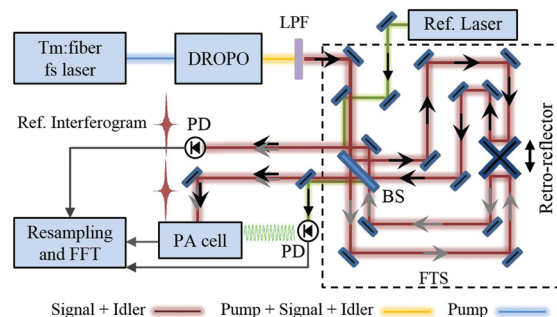 LPF
Ref. Laser
Tm:fiber
fs laser
DROPO
Ref. Interferogram
PD
Retro-reflector
BS
Resampling
and FFT
PA cell
PD
FTS
Signal + Idler
Pump + Signal + Idler
Pump